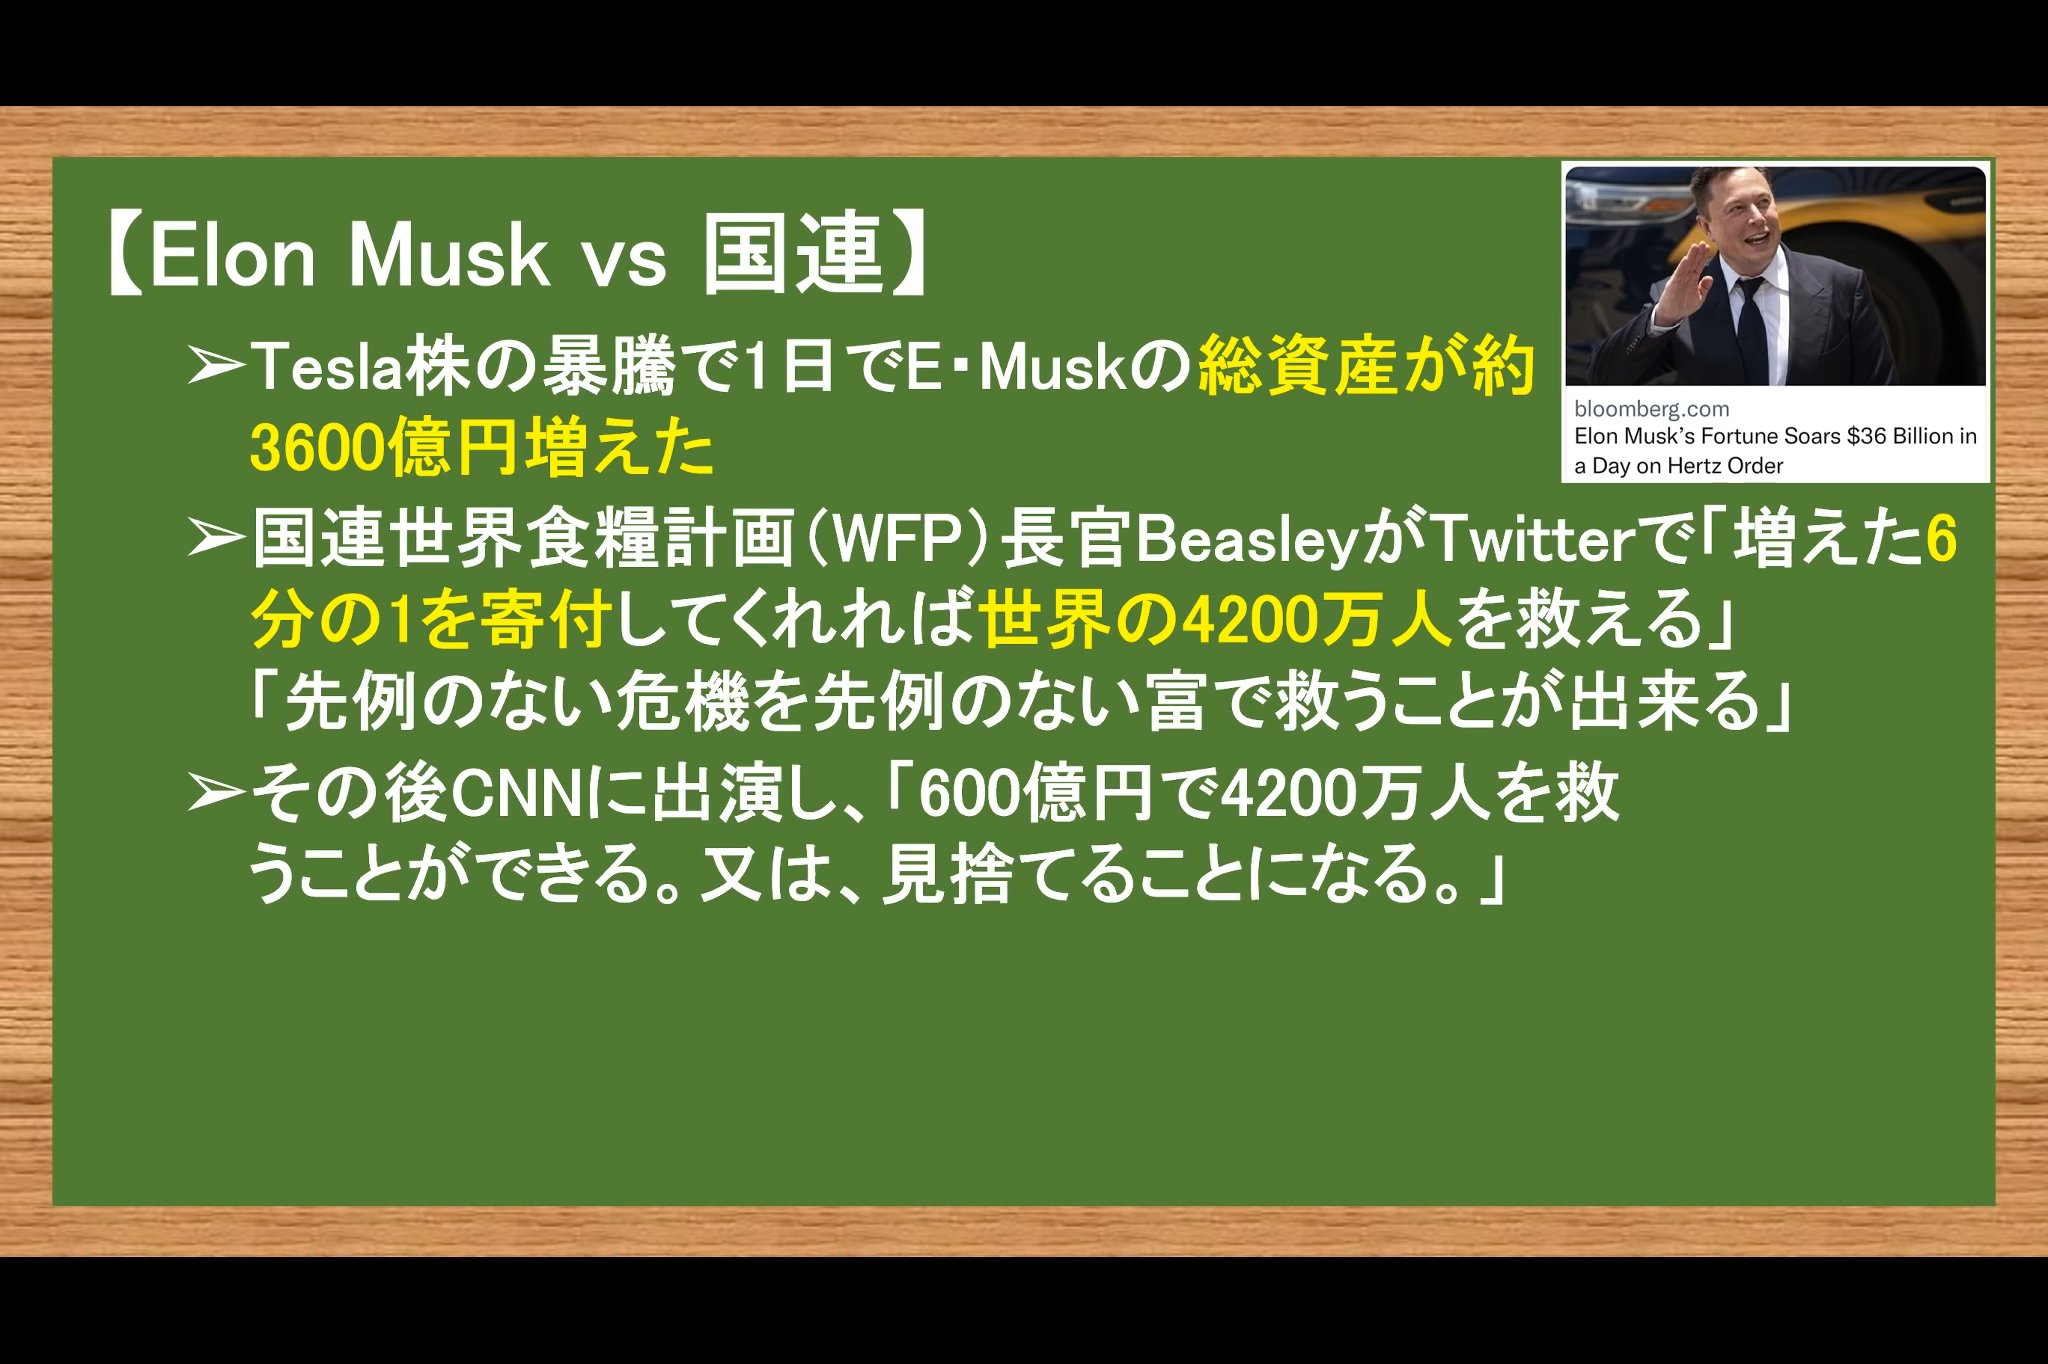 【Elon Musk vs 国連】
➢Tesla株の暴騰で1日でE・Muskの総資産が約
3600億円増えた
bloomberg.com
Elon Musk’s Fortune Soars $36 Billion in
a Day on Hertz Order
➢国連世界食糧計画（WFP）長官BeasleyがTwitterで「増えた6
分の1を寄付してくれれば世界の4200万人を救える」
「先例のない危機を先例のない富で救うことが出来る」
➢その後CNNに出演し、「600億円で4200万人を救
うことができる。又は、見捨てることになる。」